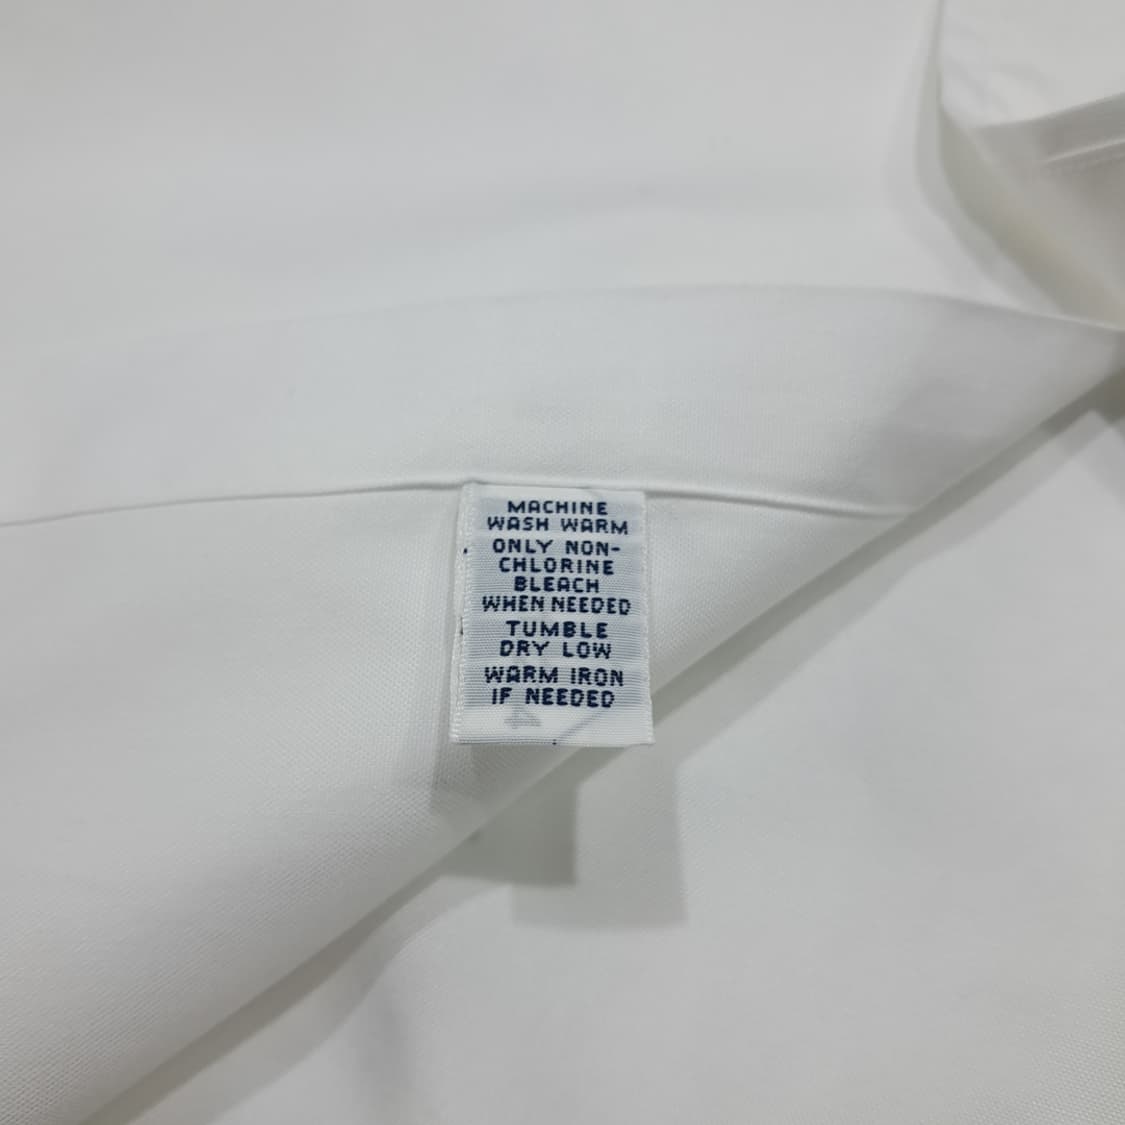 MACHINE
WASH WARM
ONLY NON-
CHLORINE
BLEACH
WHEN NEEDED
TUMBLE
DRY LOW
WARM IRON
IF NEEDED